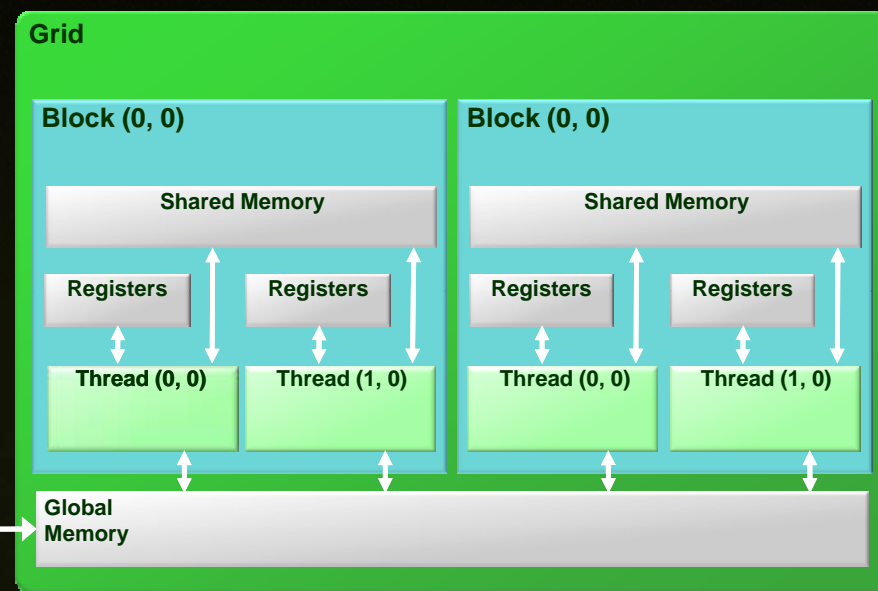 Grid
Block (0, 0)
Block (0, 0)
Shared Memory
Shared Memory
Registers
Registers
Registers
Registers
Thread (0, 0)
Thread (1, 0)
Thread (0, 0)
Thread (1, 0)
Global
Memory